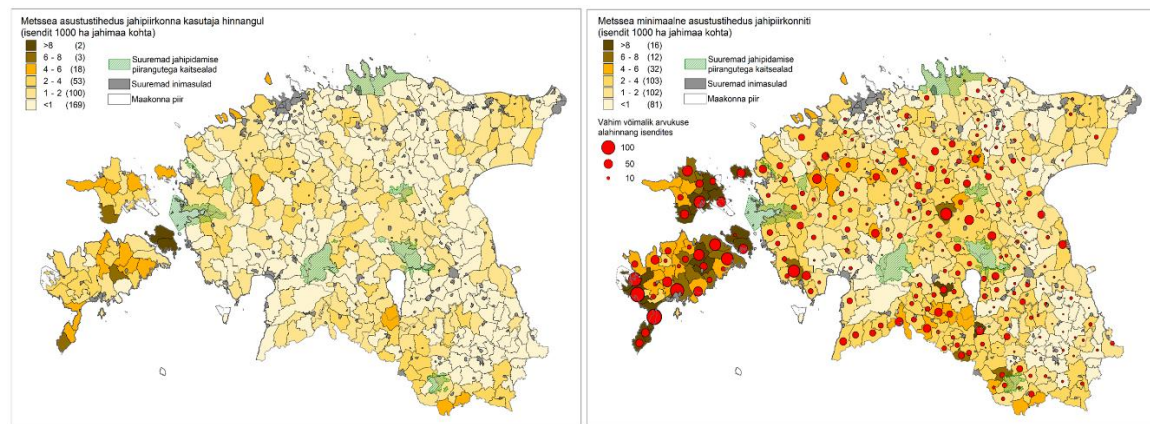 Metssea asustustihedus jahipiirkonna kasutaja hinnangul
(isendit 1000 ha jahimaa kohta)
>8 (2)
6 - 8 (3)
4 - 6 (18)
2 - 4 (53)
1 - 2 (100)
<1 (169)
Suuremad jahipidamise
piirangutega kaitsealad
Suuremad inimasulad
Maakonna piir
Metssea minimaalne asustustihedus jahipiirkonniti
(isendit 1000 ha jahimaa kohta)
>8 (16)
6 - 8 (12)
4 - 6 (32)
2 - 4 (103)
1 - 2 (102)
<1 (81)
Suuremad jahipidamise
piirangutega kaitsealad
Suuremad inimasulad
Maakonna piir
Vähim võimalik arvukuse
alahinnang isendites
100
50
10